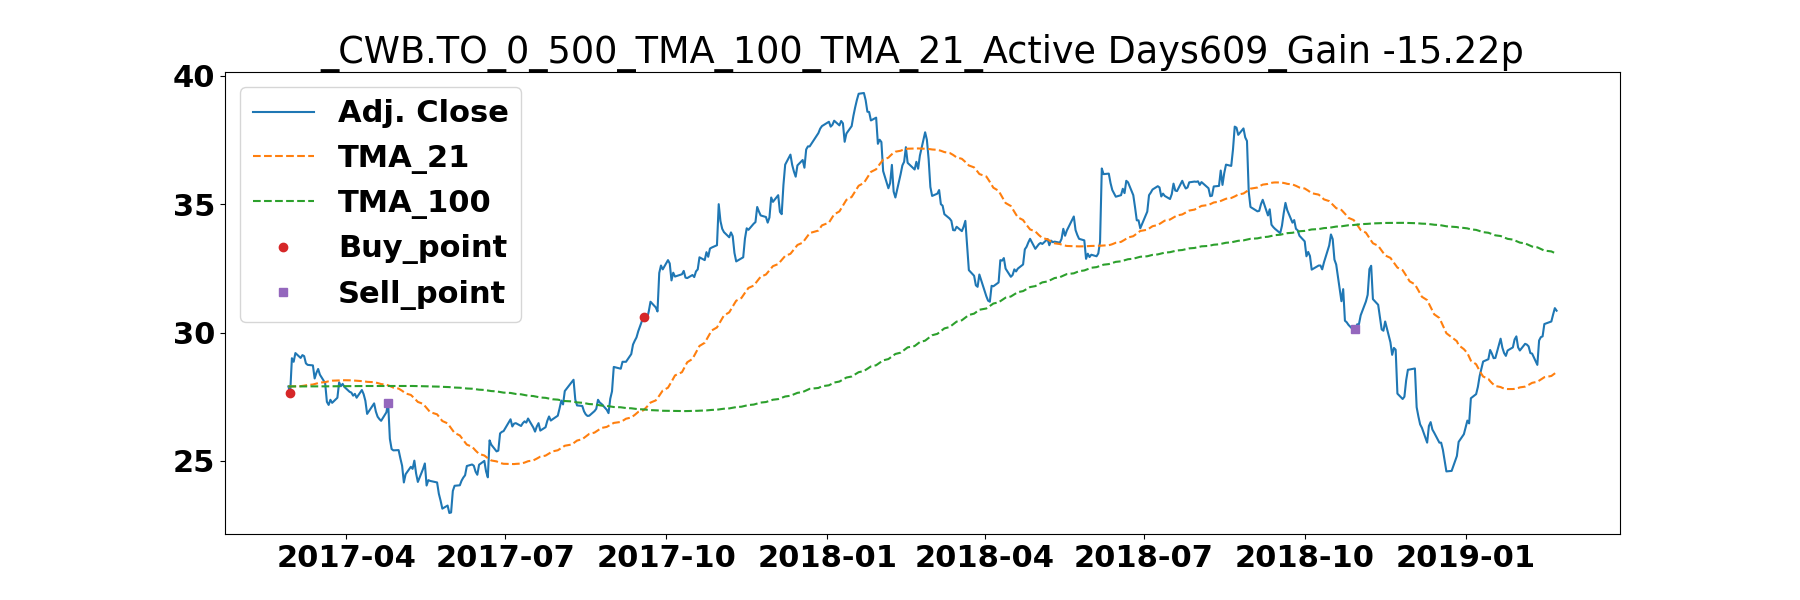 _CWB.TO_0_500_TMA_100_TMA_21_Active Days609_Gain -15.22p
40
35
30
25
Adj. Close
TMA_21
TMA_100
Buy_point
Sell_point
2017-04 2017-07 2017-10 2018-01 2018-04 2018-07 2018-10 2019-01